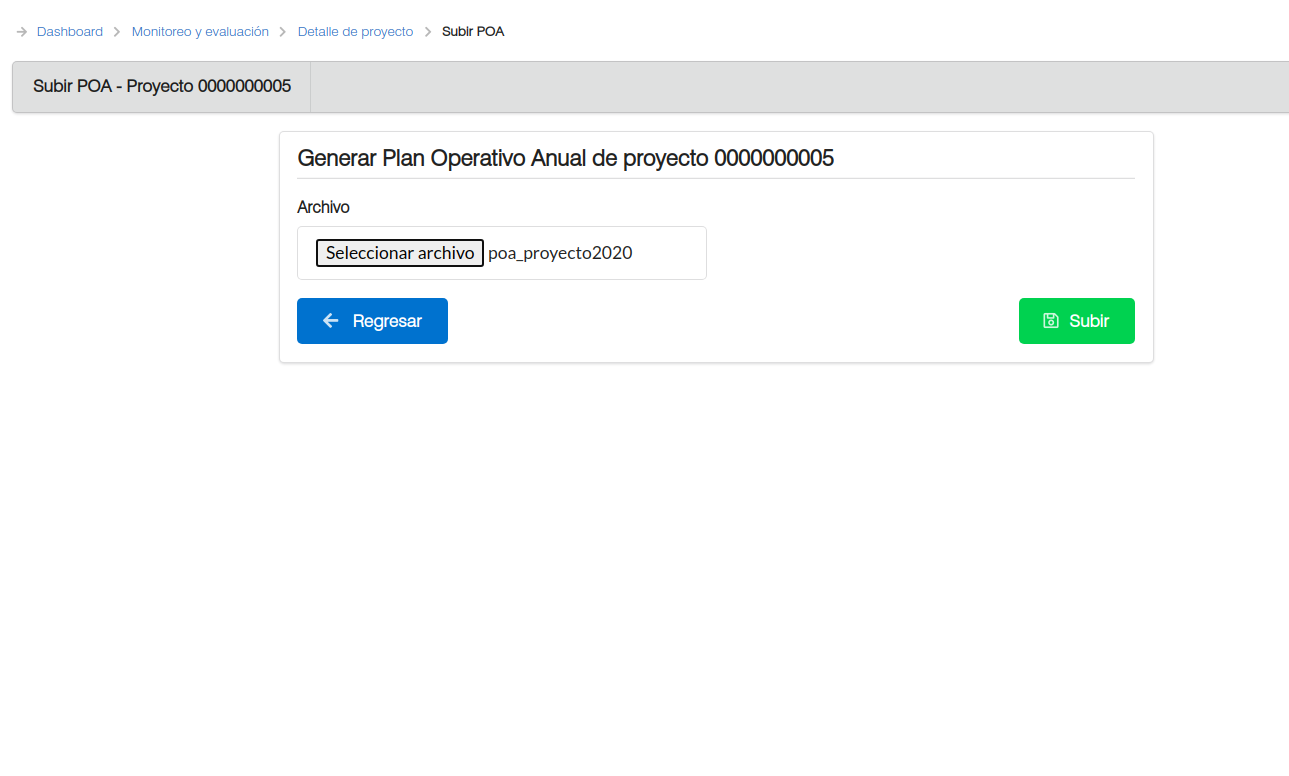 Dashboard Monitoreo y evaluación Detalle de proyecto Subir POA
Subir POA - Proyecto 0000000005
Generar Plan Operativo Anual de proyecto 0000000005
Archivo
Seleccionar archivo poa_proyecto2020
Regresar Subir